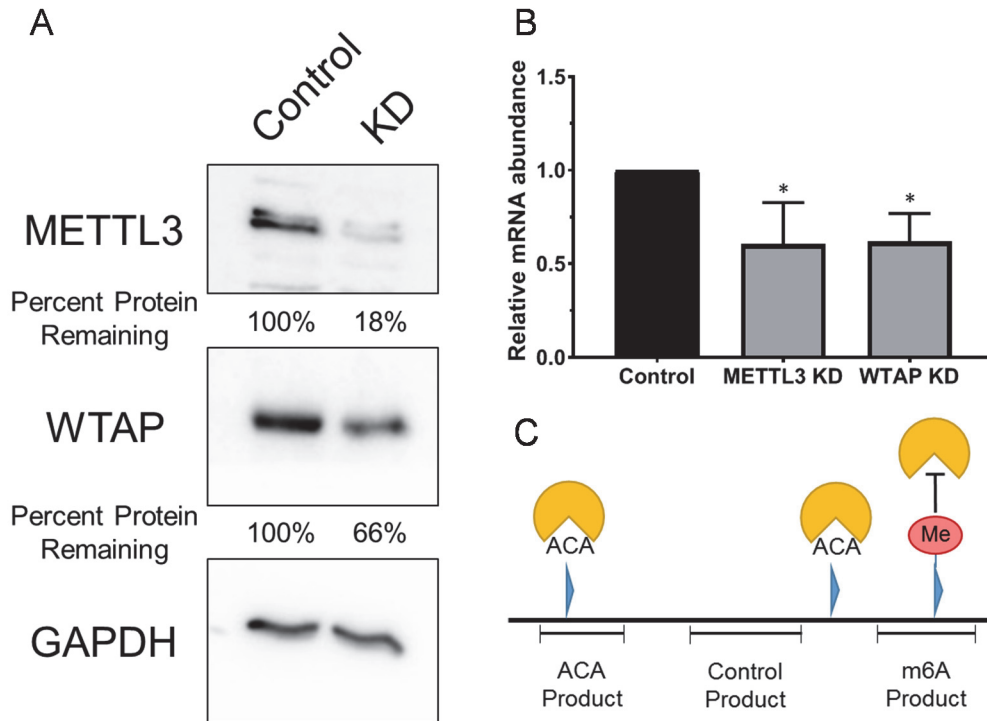 A
Control
KD
METTL3
Percent Protein
Remaining
100% 18%
WTAP
Percent Protein
Remaining
100% 66%
GAPDH
B
Relative mRNA abundance
1.5
1.0
0.5
0.0
Control METTL3 KD WTAP KD
* *
C
ACA
ACA
Me
ACA
Product
Control
Product
m6A
Product